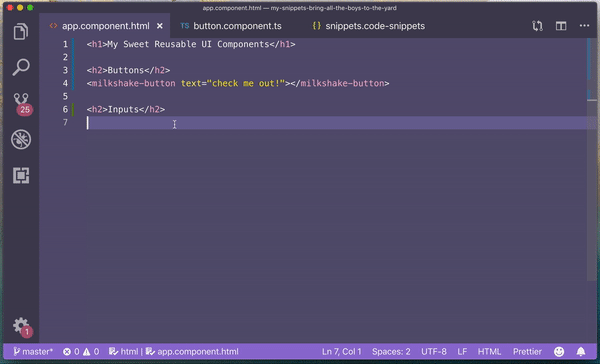 app.component.html — my-snippets-bring-all-the-boys-to-the-yard
<> app.component.html × TS button.component.ts {} snippets.code-snippets ...
1 <h1>My Sweet Reusable UI Components</h1>
2
3 <h2>Buttons</h2>
4 <milkshake-button text="check me out!"></milkshake-button>
5
6 <h2>Inputs</h2>
7
25
1
master* 0 0 html | app.component.html Ln 7, Col 1 Spaces: 2 UTF-8 LF HTML Prettier